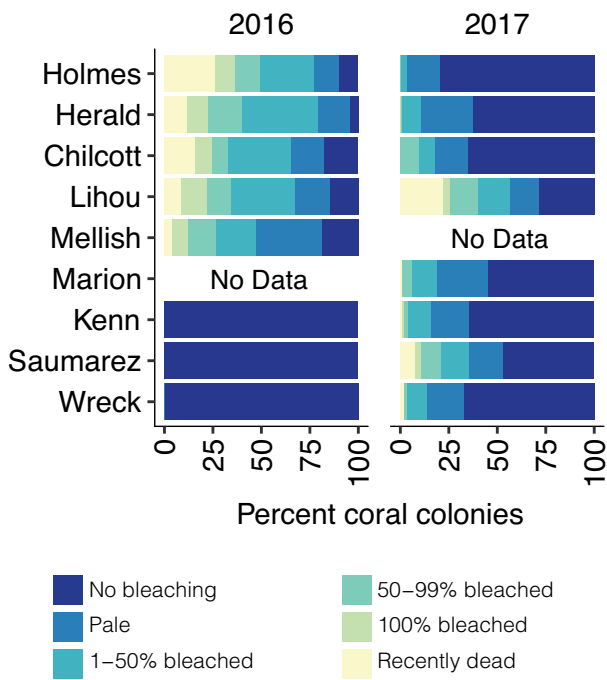 2016 2017
Holmes
Herald
Chilcott
Lihou
Mellish No Data
Marion No Data
Kenn
Saumarez
Wreck
0 25 50 75 100 0 25 50 75 100
Percent coral colonies
No bleaching 50–99% bleached
Pale 100% bleached
1–50% bleached Recently dead